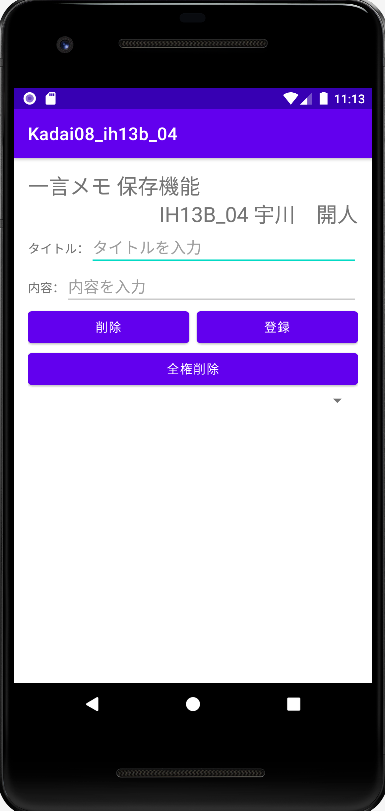 11:13
Kadai08_ih13b_04
一言メモ 保存機能
IH13B_04 宇川　開人
タイトル: タイトルを入力
内容: 内容を入力
削除 登録
全権削除